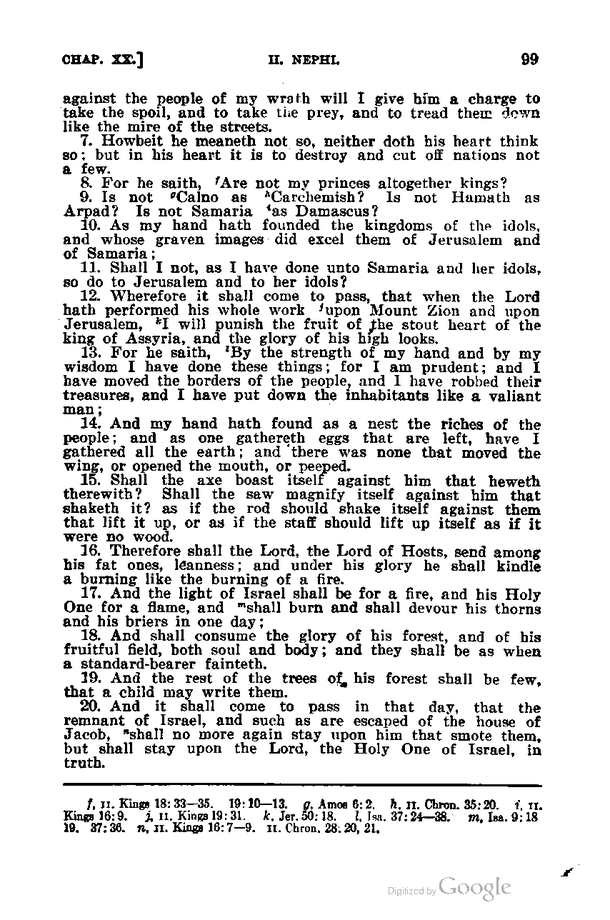 CHAP. XX.] II. NEPHI. 99
against the people of my wrath will I give him a charge to
take the spoil, and to take the prey, and to tread them down
like the mire of the streets.
7. Howbeit he meaneth not so, neither doth his heart think
so; but in his heart it is to destroy and cut off nations not
a few.
8. For he saith, fAre not my princes altogether kings?
9. Is not gCalno as hCarchemish? Is not Hamath as
Arpad? Is not Samaria ias Damascus?
10. As my hand hath founded the kingdoms of the idols,
and whose graven images did excel them of Jerusalem and
of Samaria;
11. Shall I not, as I have done unto Samaria and her idols,
so do to Jerusalem and to her idols?
12. Wherefore it shall come to pass, that when the Lord
hath performed his whole work jupon Mount Zion and upon
Jerusalem, kI will punish the fruit of the stout heart of the
king of Assyria, and the glory of his high looks.
13. For he saith, lBy the strength of my hand and by my
wisdom I have done these things; for I am prudent; and I
have moved the borders of the people, and I have robbed their
treasures, and I have put down the inhabitants like a valiant
man;
14. And my hand hath found as a nest the riches of the
people; and as one gathereth eggs that are left, have I
gathered all the earth; and there was none that moved the
wing, or opened the mouth, or peeped.
15. Shall the axe boast itself against him that heweth
therewith? Shall the saw magnify itself against him that
shaketh it? as if the rod should shake itself against them
that lift it up, or as if the staff should lift up itself as if it
were no wood.
16. Therefore shall the Lord, the Lord of Hosts, send among
his fat ones, leanness; and under his glory he shall kindle
a burning like the burning of a fire.
17. And the light of Israel shall be for a fire, and his Holy
One for a flame, and mshall burn and shall devour his thorns
and his briers in one day;
18. And shall consume the glory of his forest, and of his
fruitful field, both soul and body; and they shall be as when
a standard-bearer fainteth.
19. And the rest of the trees of his forest shall be few,
that a child may write them.
20. And it shall come to pass in that day, that the
remnant of Israel, and such as are escaped of the house of
Jacob, nshall no more again stay upon him that smote them,
but shall stay upon the Lord, the Holy One of Israel, in
truth.
f, II. Kings 18: 33—35. 19: 10—13. g, Amos 6: 2. h, II. Chron. 35: 20. i, II.
Kings 16: 9. j, II. Kings 19: 31. k, Jer. 50: 18. l, Isa. 37: 24—38. m, Isa. 9: 18
19. 37: 36. n, II. Kings 16: 7—9. II. Chron. 28: 20, 21.
Digitized by Google